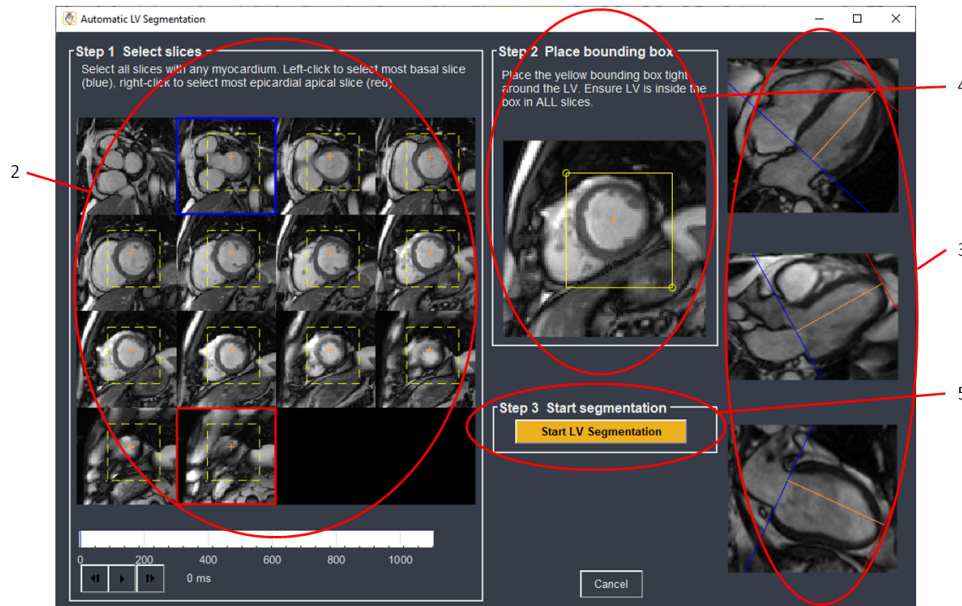 Automatic LV Segmentation
Step 1 Select slices
Select all slices with any myocardium. Left-click to select most basal slice
(blue), right-click to select most epicardial apical slice (red)
Step 2 Place bounding box
Place the yellow bounding box tight
around the LV. Ensure LV is inside the
box in ALL slices.
4
2
3
5
Step 3 Start segmentation
Start LV Segmentation
0 200 400 600 800 1000
0 ms
Cancel